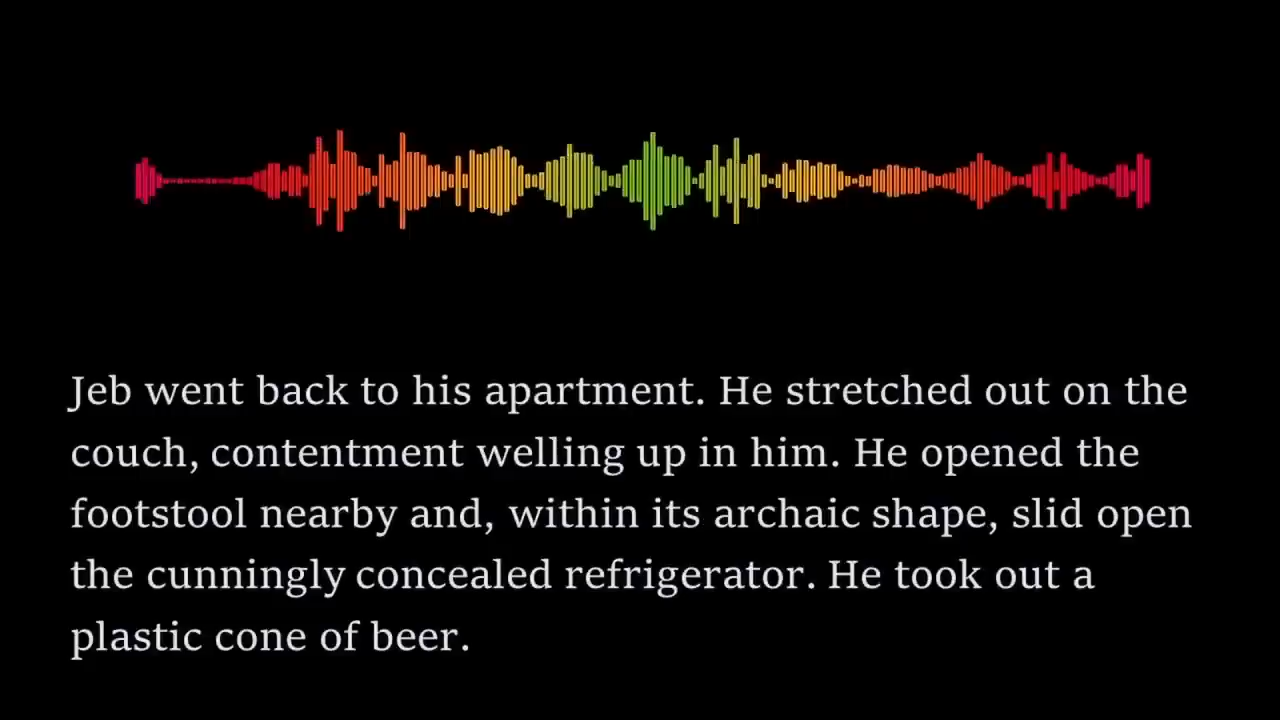 Jeb went back to his apartment. He stretched out on the
couch, contentment welling up in him. He opened the
footstool nearby and, within its archaic shape, slid open
the cunningly concealed refrigerator. He took out a
plastic cone of beer.